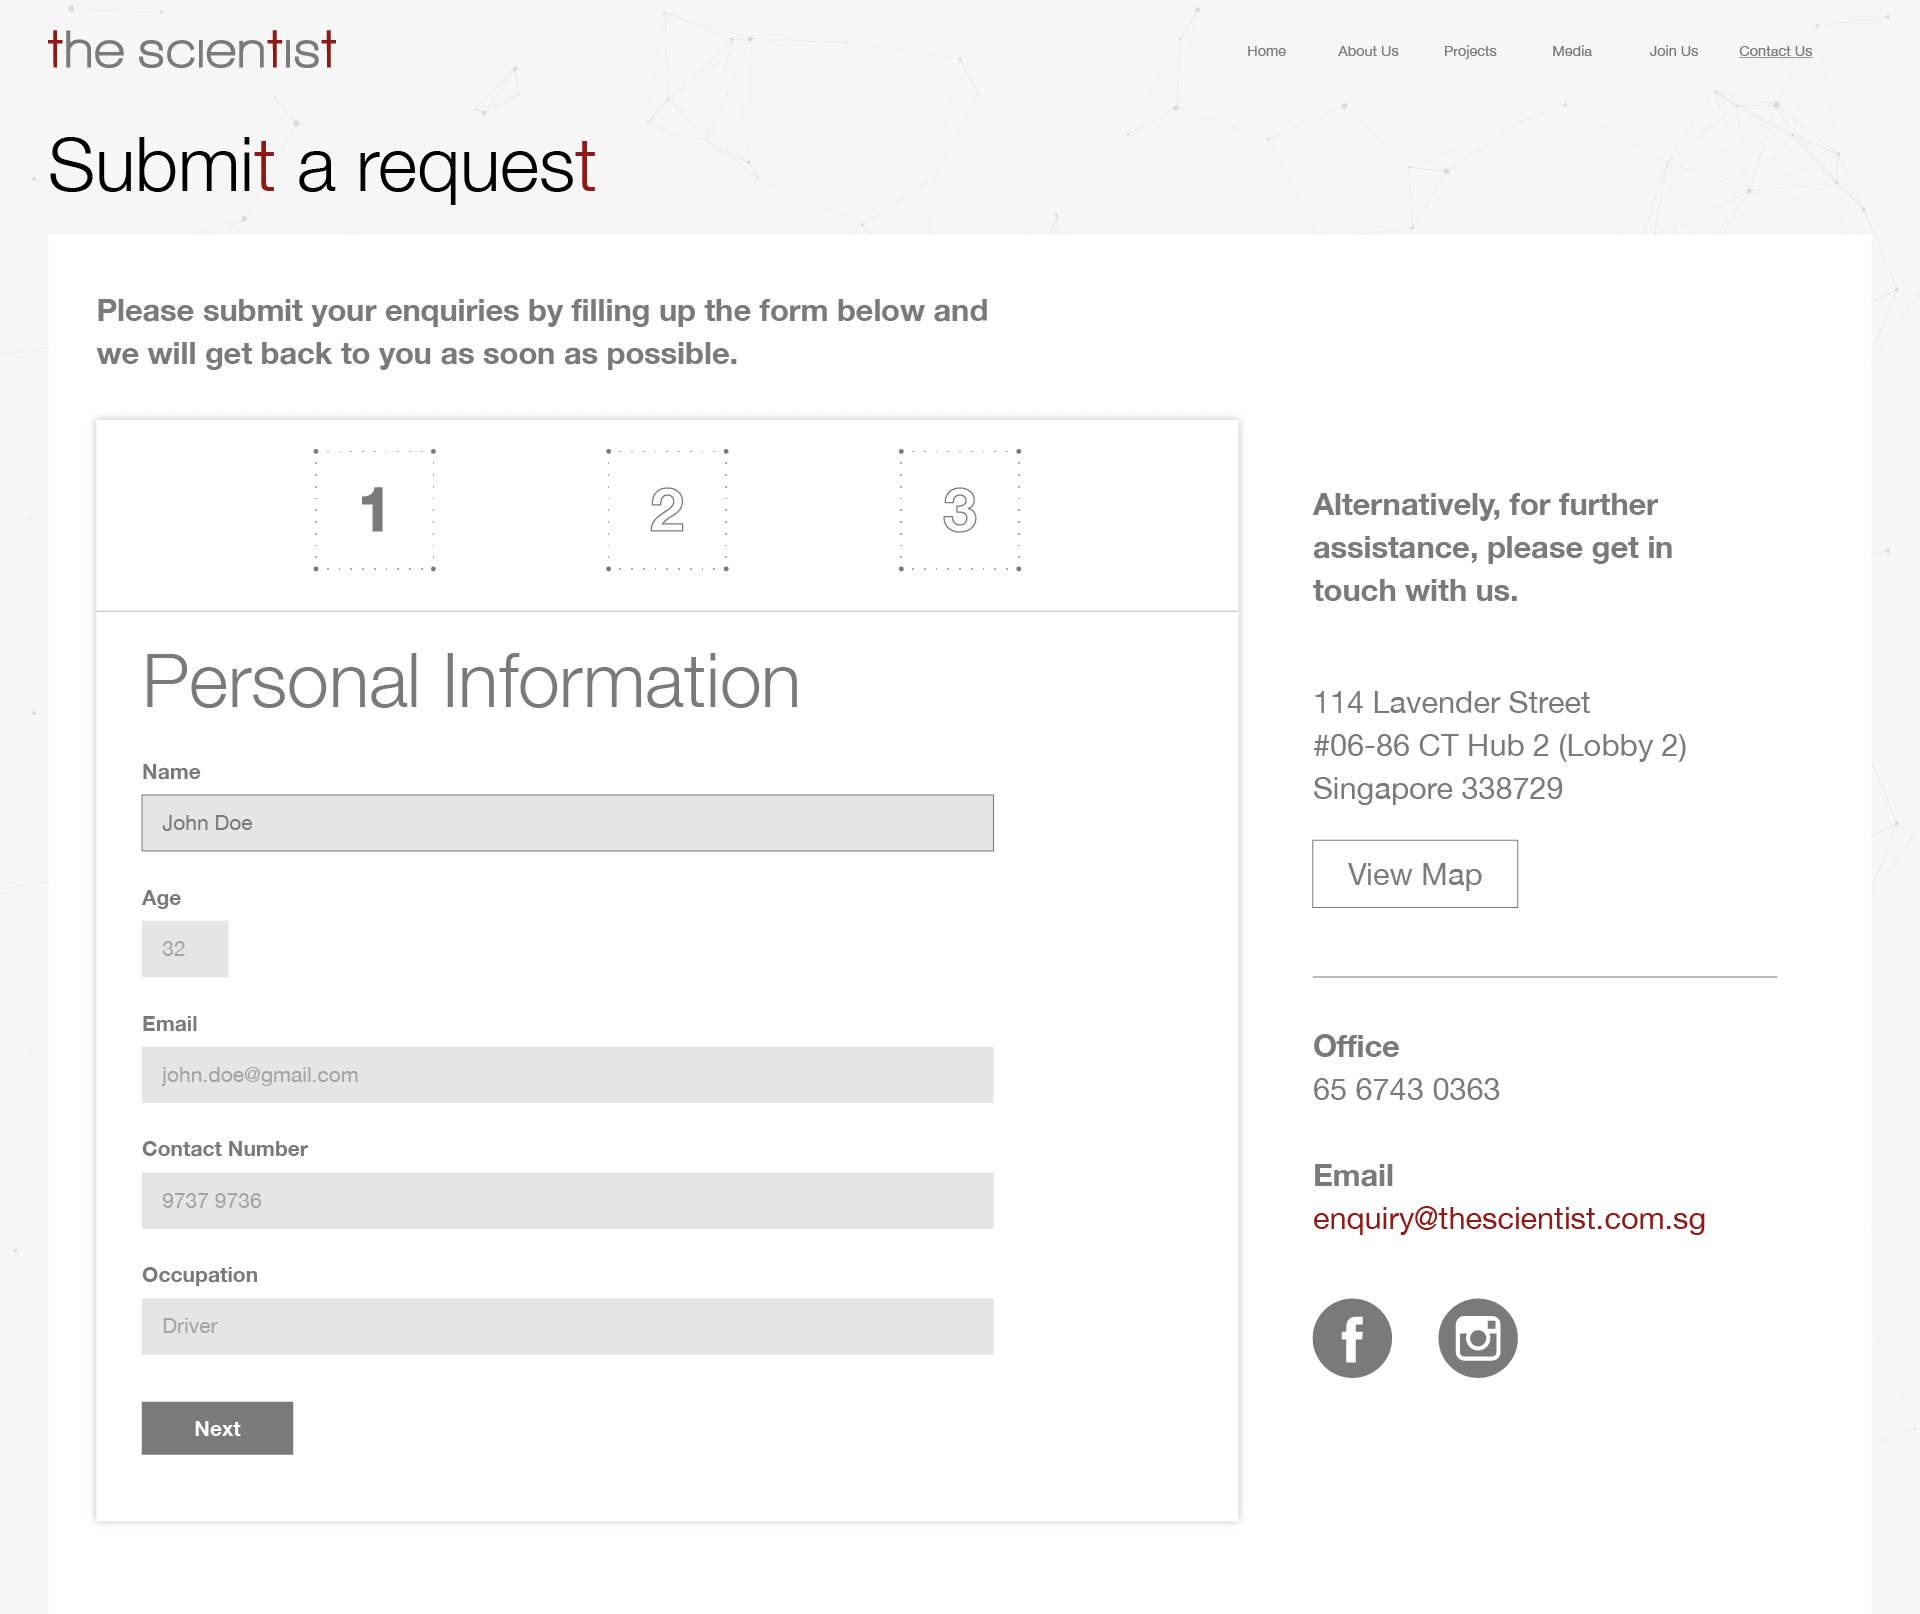 the scientist
Home About Us Projects Media Join Us Contact Us
Submit a request
Please submit your enquiries by filling up the form below and
we will get back to you as soon as possible.
1 2 3
Personal Information
Name
John Doe
Age
32
Email
john.doe@gmail.com
Contact Number
9737 9736
Occupation
Driver
Next
Alternatively, for further
assistance, please get in
touch with us.
114 Lavender Street
#06-86 CT Hub 2 (Lobby 2)
Singapore 338729
View Map
Office
65 6743 0363
Email
enquiry@thescientist.com.sg